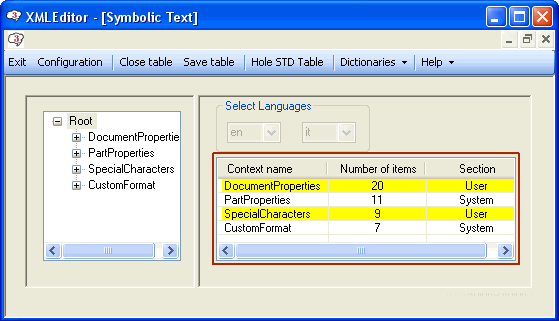 XMLEditor - [Symbolic Text]
Exit Configuration Close table Save table Hole STD Table Dictionaries Help
Root
DocumentPropertie
PartProperties
SpecialCharacters
CustomFormat
Select Languages
en it
Context name Number of items Section
DocumentProperties 20 User
PartProperties 11 System
SpecialCharacters 9 User
CustomFormat 7 System